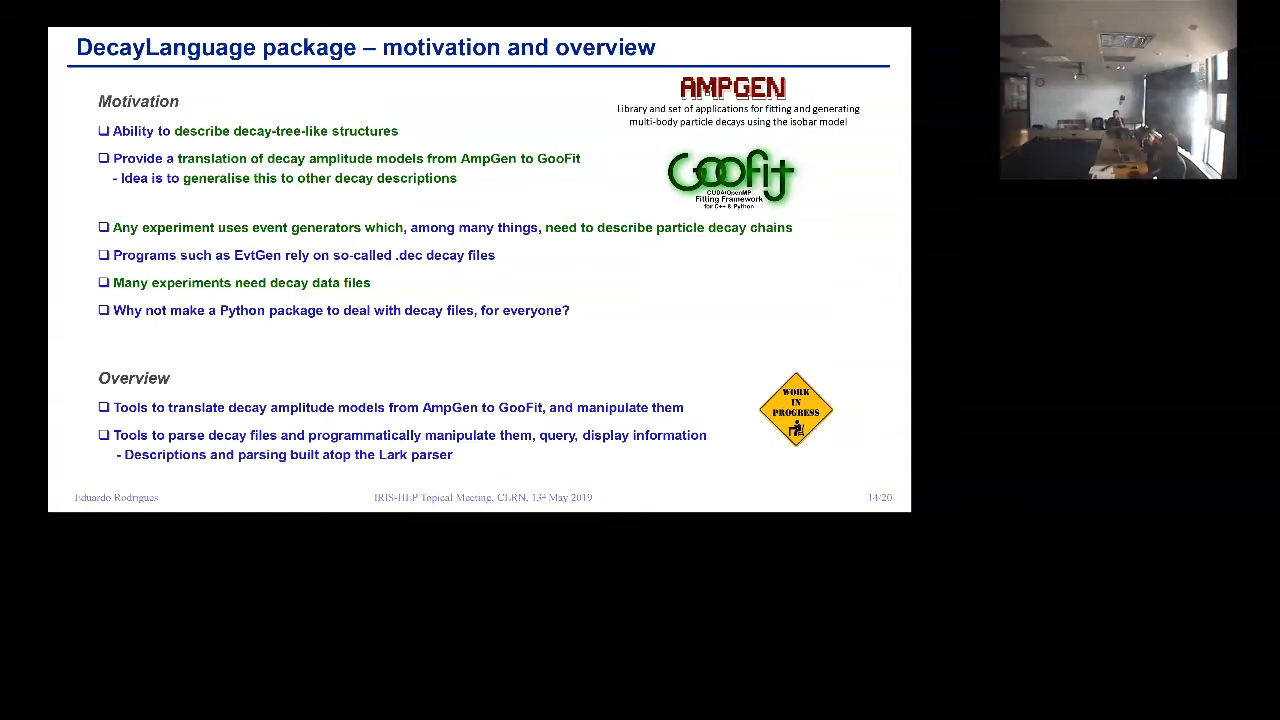 DecayLanguage package – motivation and overview
Motivation
AMPGEN
Library and set of applications for fitting and generating
multi-body particle decays using the isobar model
❑ Ability to describe decay-tree-like structures
❑ Provide a translation of decay amplitude models from AmpGen to GooFit
- Idea is to generalise this to other decay descriptions
GooFit
CUDA/OpenMP
Fitting Framework
for C++ & Python
❑ Any experiment uses event generators which, among many things, need to describe particle decay chains
❑ Programs such as EvtGen rely on so-called .dec decay files
❑ Many experiments need decay data files
❑ Why not make a Python package to deal with decay files, for everyone?
Overview
❑ Tools to translate decay amplitude models from AmpGen to GooFit, and manipulate them
❑ Tools to parse decay files and programmatically manipulate them, query, display information
- Descriptions and parsing built atop the Lark parser
WORK
IN
PROGRESS
Eduardo Rodrigues
IRIS-HEP Topical Meeting, CERN, 13th May 2019
14/20